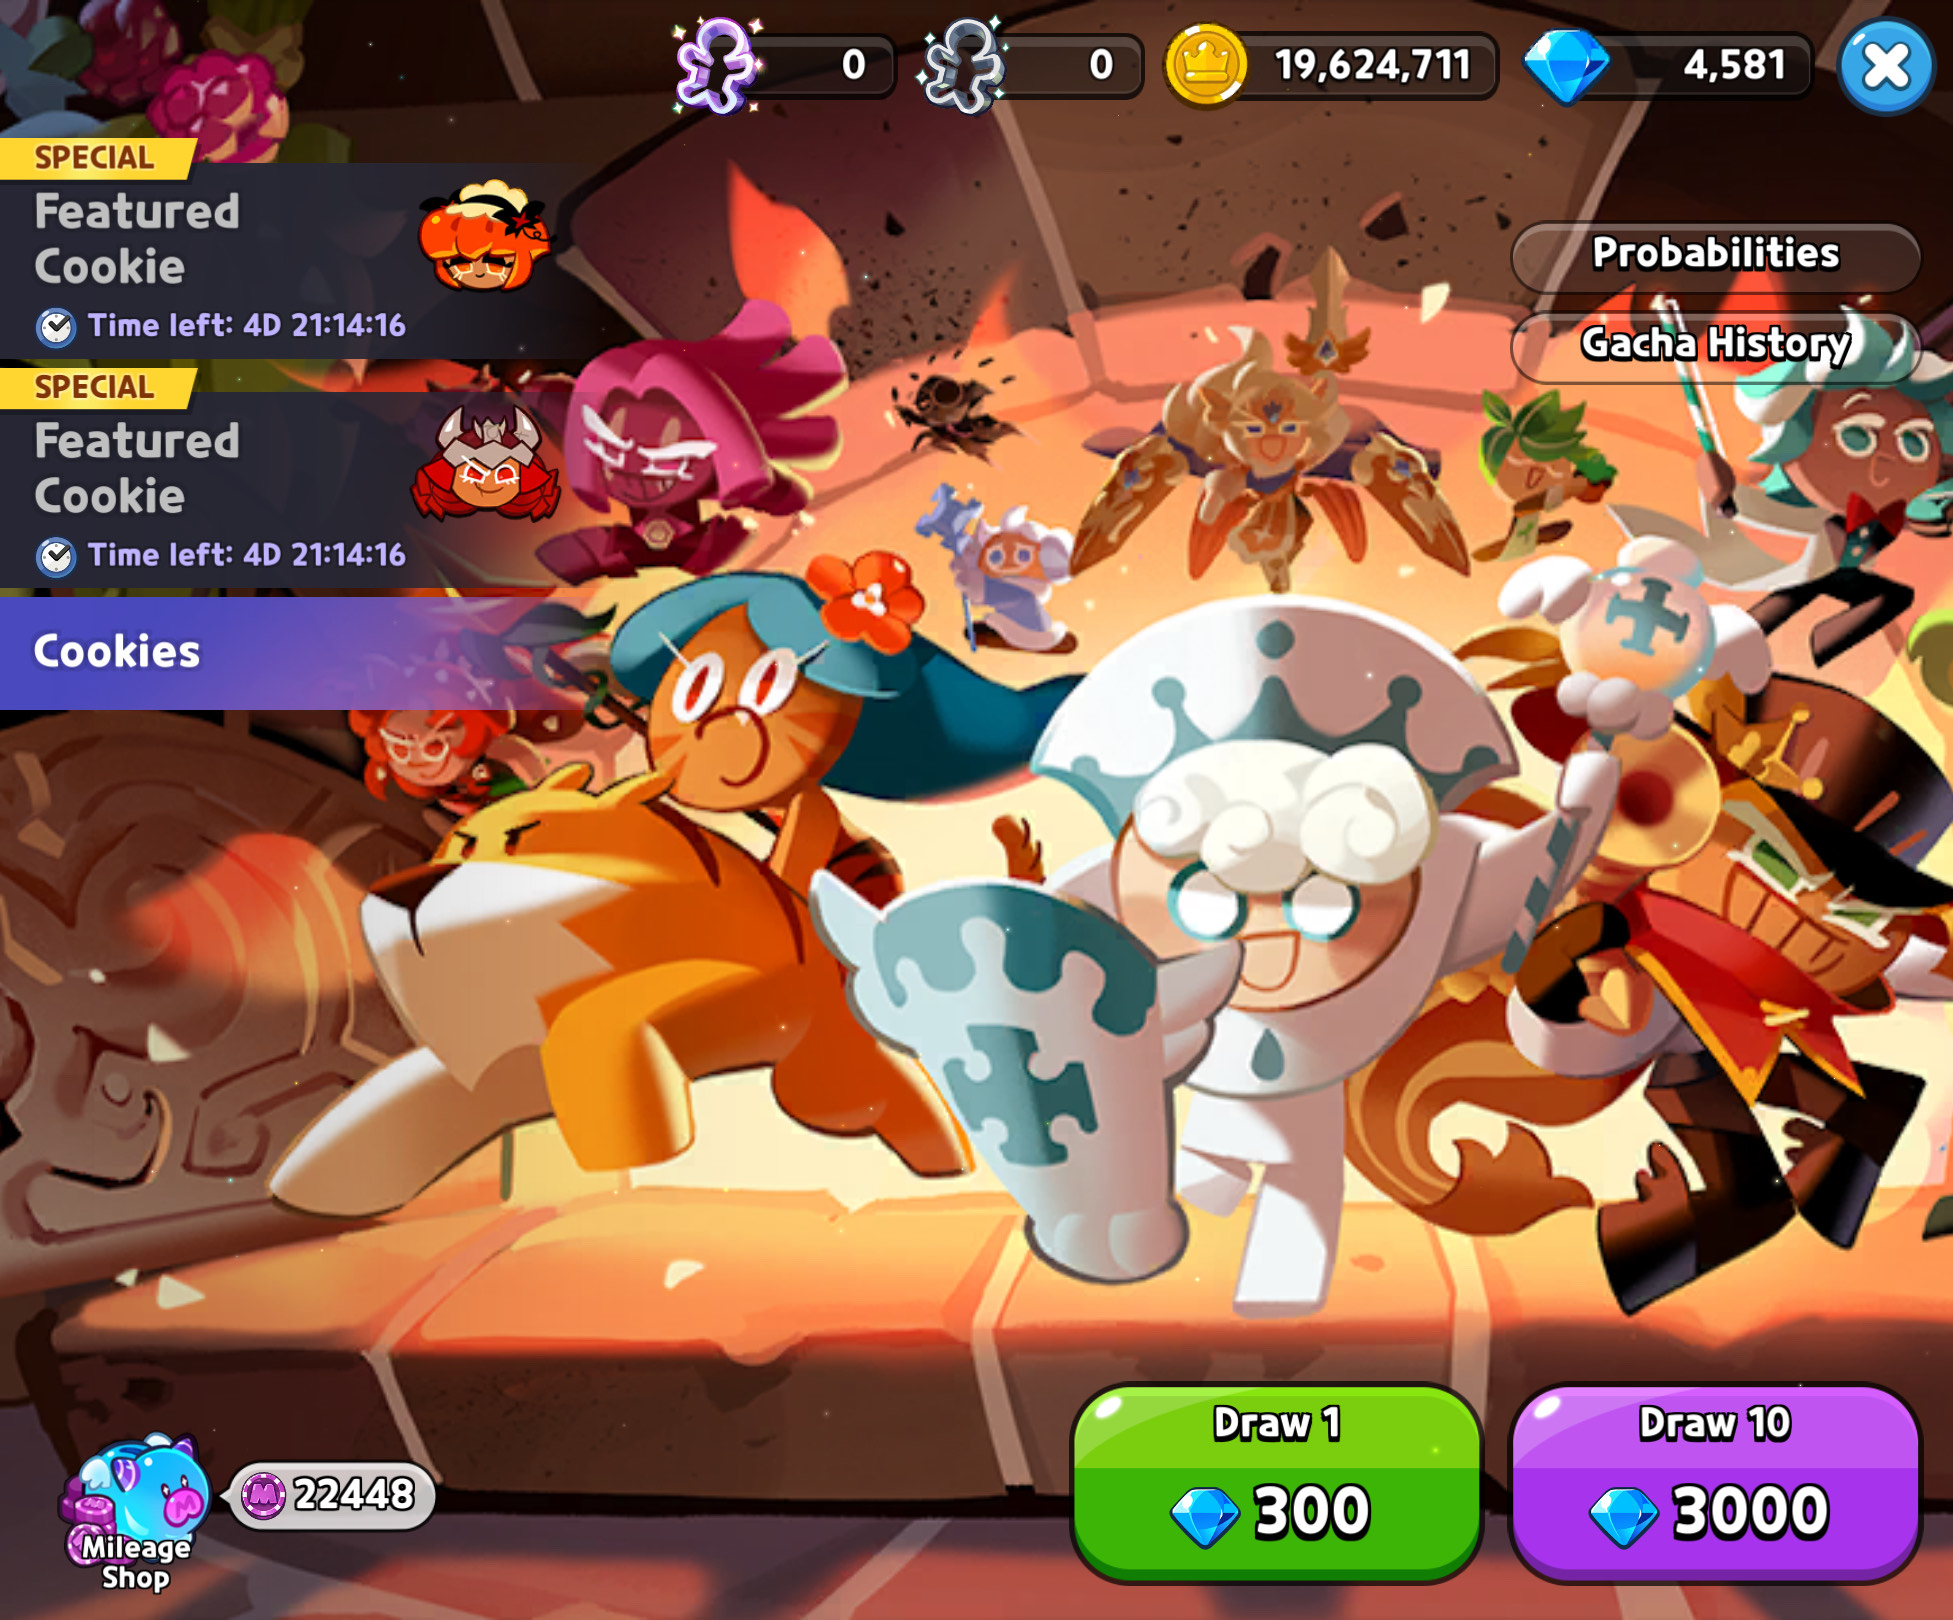 0
0
19,624,711
4,581
SPECIAL
Featured
Cookie
Time left: 4D 21:14:16
Probabilities
Gacha History
SPECIAL
Featured
Cookie
Time left: 4D 21:14:16
Cookies
Draw 1
300
Draw 10
3000
M 22448
Mileage
Shop